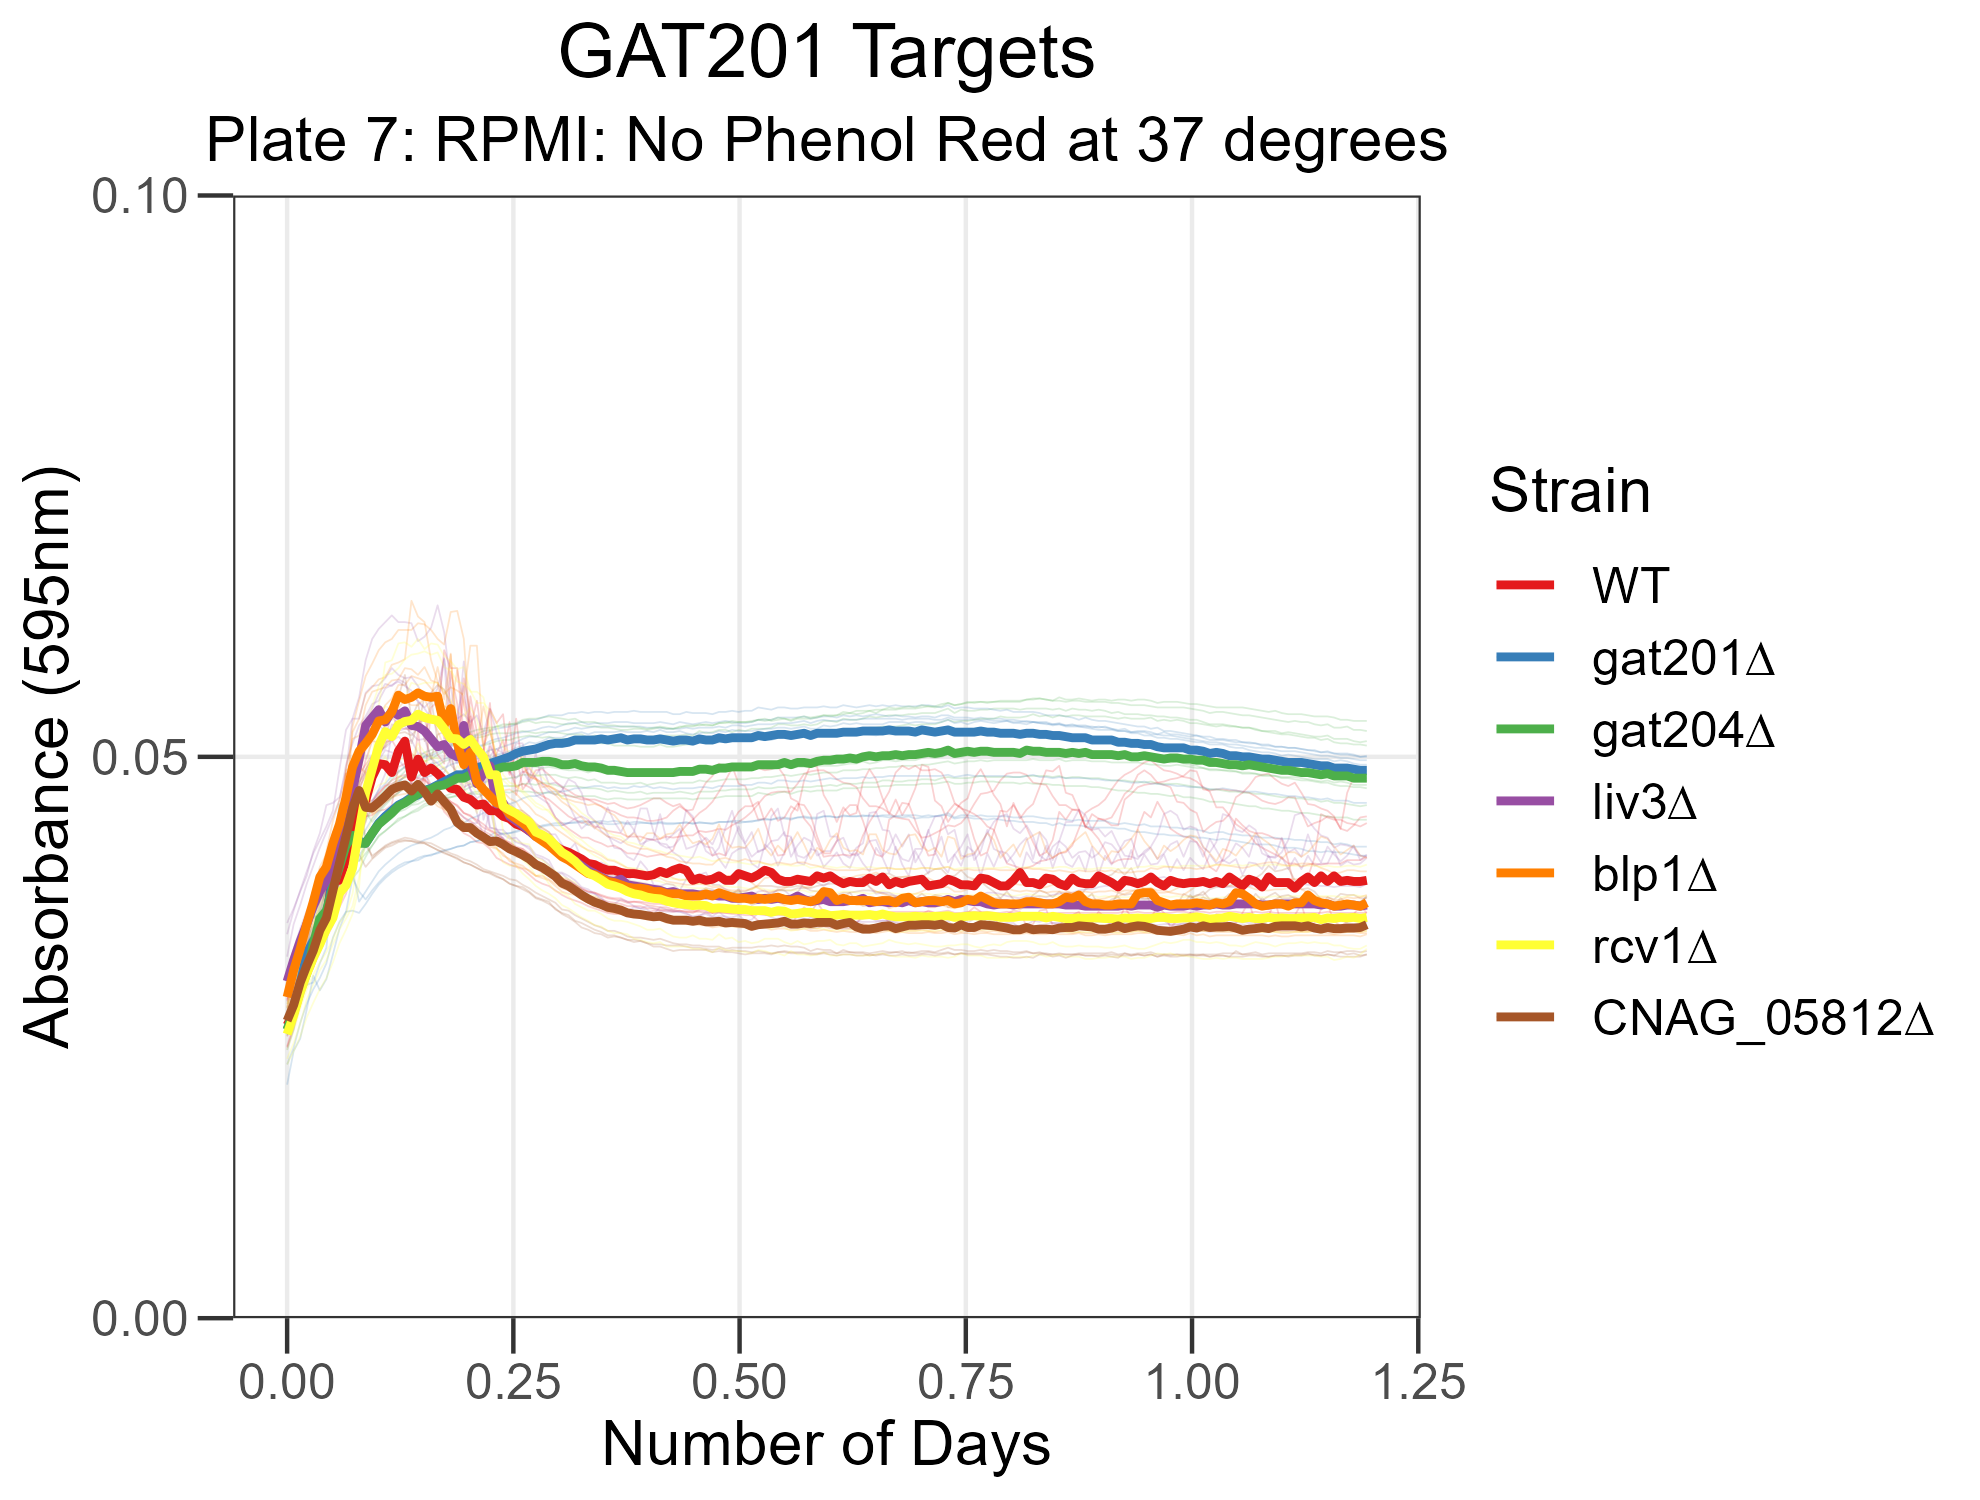 GAT201 Targets
Plate 7: RPMI: No Phenol Red at 37 degrees
0.10
0.05
0.00
Absorbance (595nm)
0.00 0.25 0.50 0.75 1.00 1.25
Number of Days
Strain
WT
gat201Δ
gat204Δ
liv3Δ
blp1Δ
rcv1Δ
CNAG_05812Δ